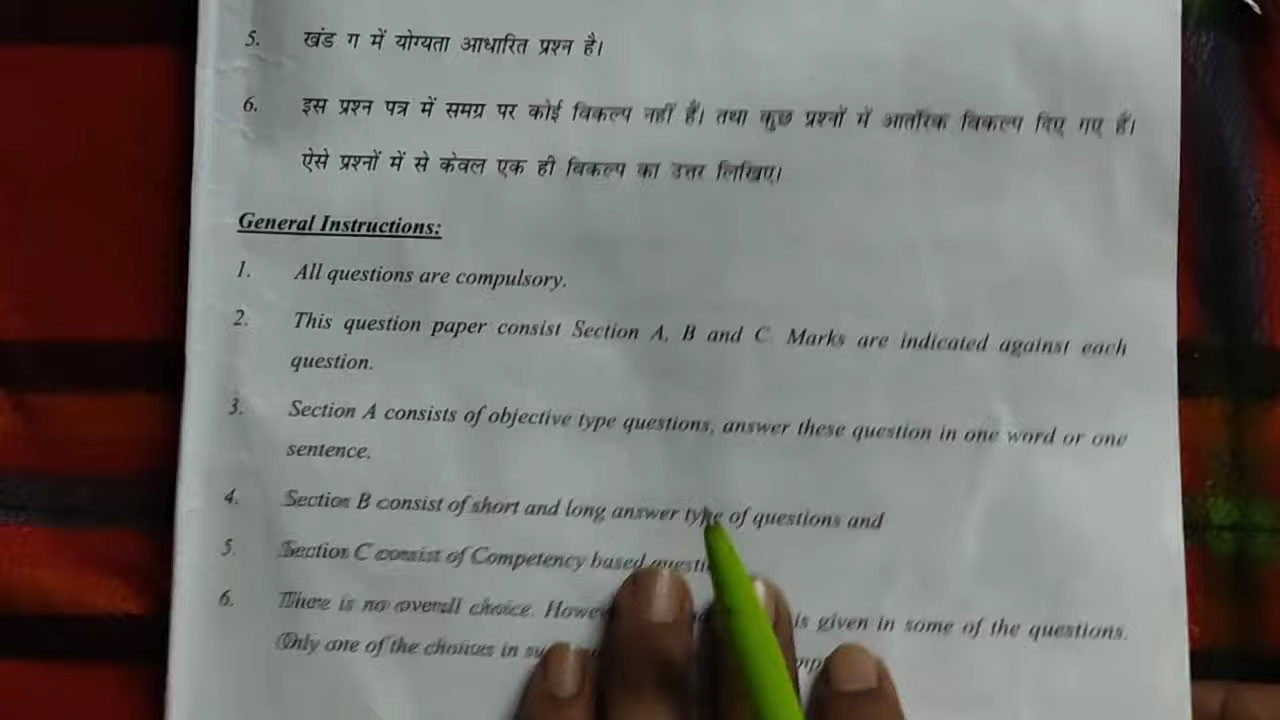 5. खंड ग में योग्यता आधारित प्रश्न है।
6. इस प्रश्न पत्र में समग्र पर कोई विकल्प नहीं हैं। तथा कुछ प्रश्नों में आतंरिक विकल्प दिए गए हैं।
ऐसे प्रश्नों में से केवल एक ही विकल्प का उत्तर लिखिए।
General Instructions:
1. All questions are compulsory.
2. This question paper consist Section A, B and C. Marks are indicated against each
question.
3. Section A consists of objective type questions, answer these question in one word or one
sentence.
4. Section B consist of short and long answer type of questions and
5. Section C consist of Competency based
6. There is no overall choice. is given in some of the questions.
Only one of the choices in